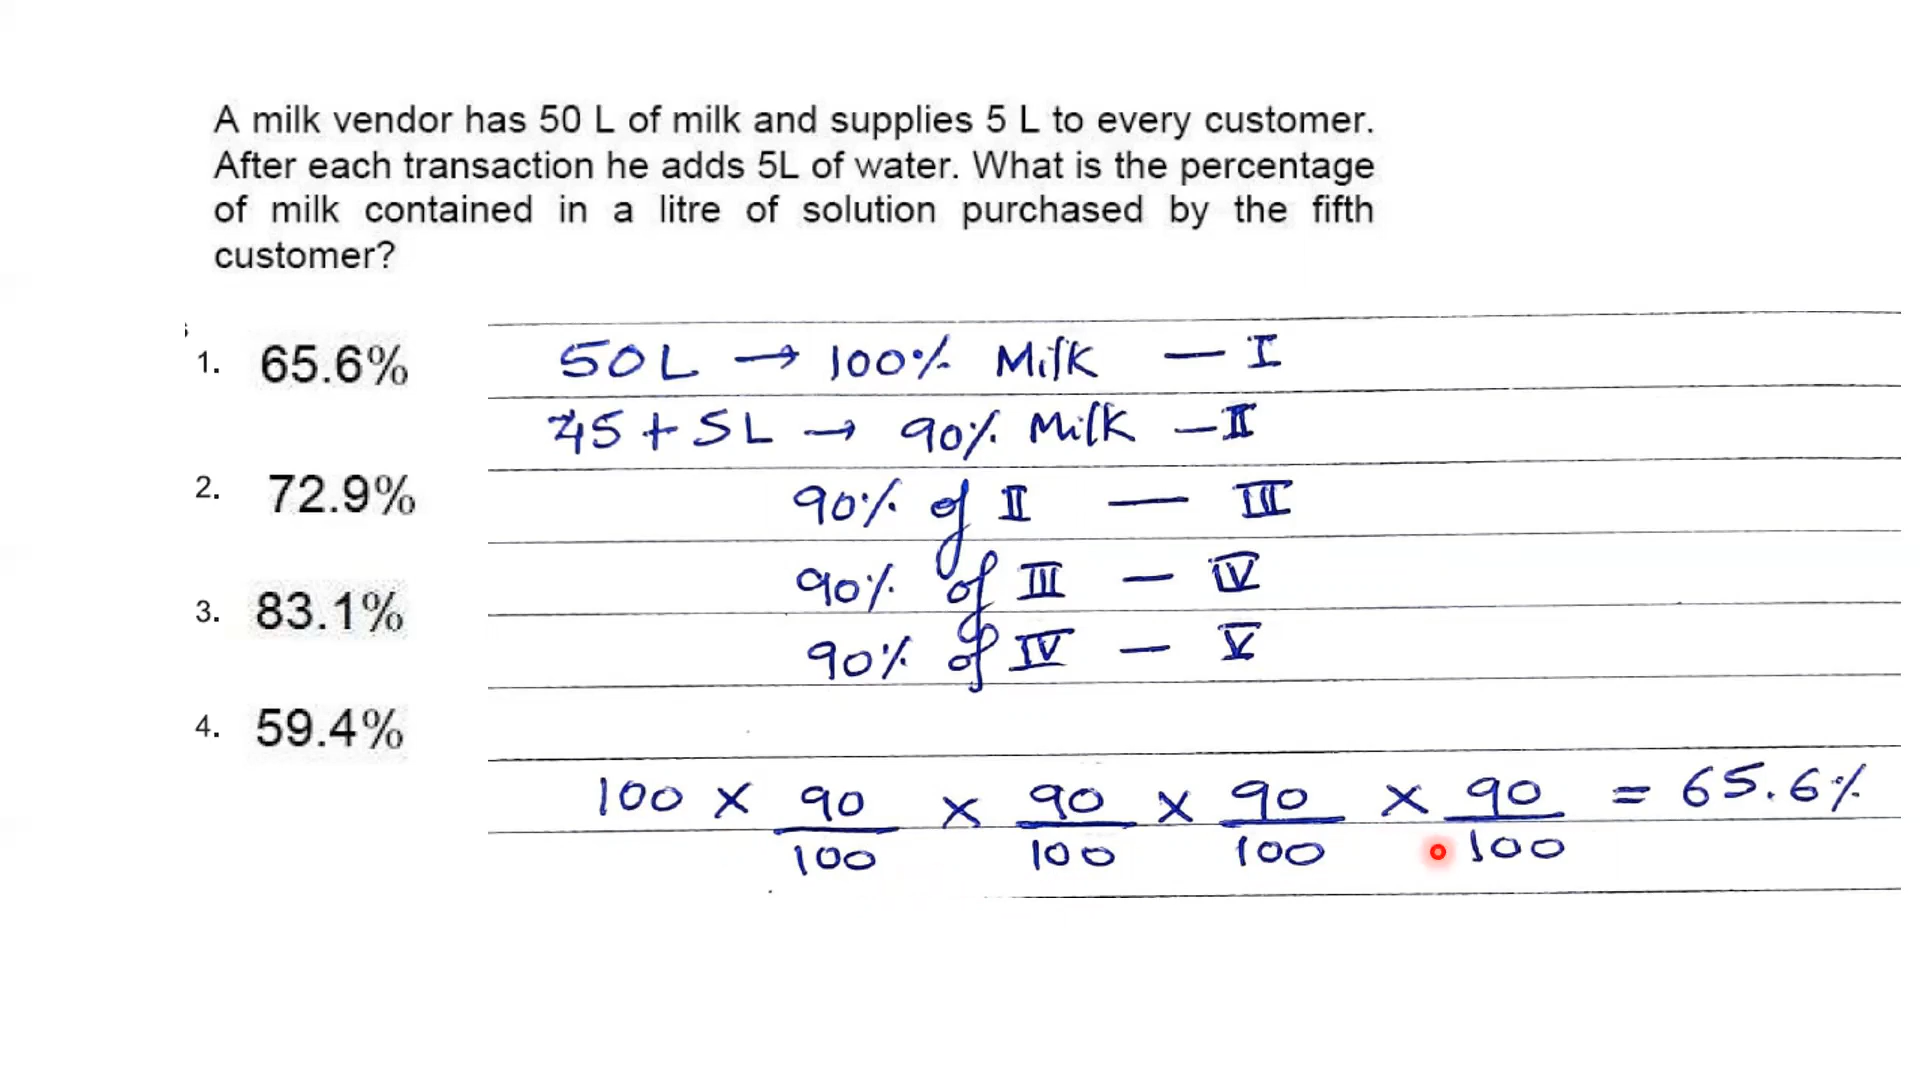 A milk vendor has 50 L of milk and supplies 5 L to every customer.
After each transaction he adds 5L of water. What is the percentage
of milk contained in a litre of solution purchased by the fifth
customer?
1. 65.6%
50L → 100% Milk — I
45 + 5L → 90% Milk — II
2. 72.9%
90% of II — III
90% of III — IV
3. 83.1%
90% of IV — V
4. 59.4%
100 × 90/100 × 90/100 × 90/100 × 90/100 = 65.6%